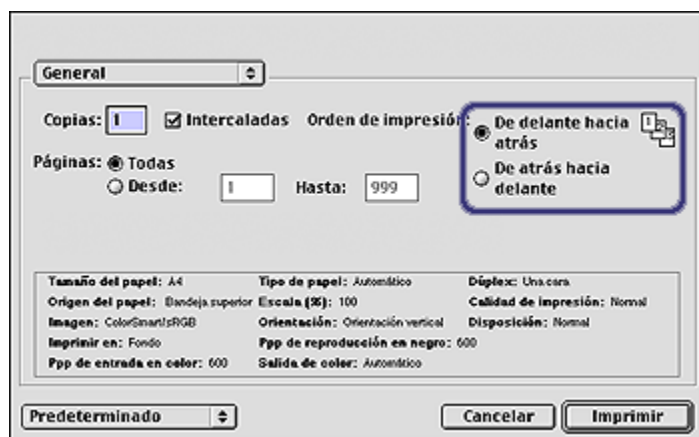 General
Copias: 1 Intercaladas Orden de impresión: De delante hacia
atrás
1 2 3
De atrás hacia
delante
Páginas: Todas
Desde: 1 Hasta: 999
Tamaño del papel: A4 Tipo de papel: Automático Dúplex: Una cara
Origen del papel: Bandeja superior Escala (%): 100 Calidad de impresión: Normal
Imagen: ColorSmart/sRGB Orientación: Orientación vertical Disposición: Normal
Imprimir en: Fondo Ppp de reproducción en negro: 600
Ppp de entrada en color: 600 Salida de color: Automático
Predeterminado Cancelar Imprimir